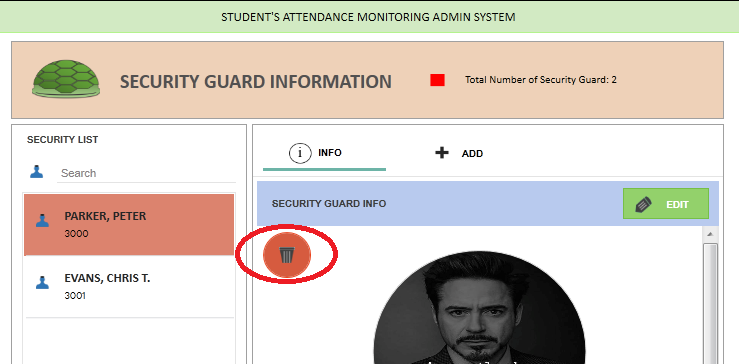 STUDENT'S ATTENDANCE MONITORING ADMIN SYSTEM
SECURITY GUARD INFORMATION
Total Number of Security Guard: 2
SECURITY LIST
Search
PARKER, PETER
3000
EVANS, CHRIS T.
3001
INFO
ADD
SECURITY GUARD INFO
EDIT